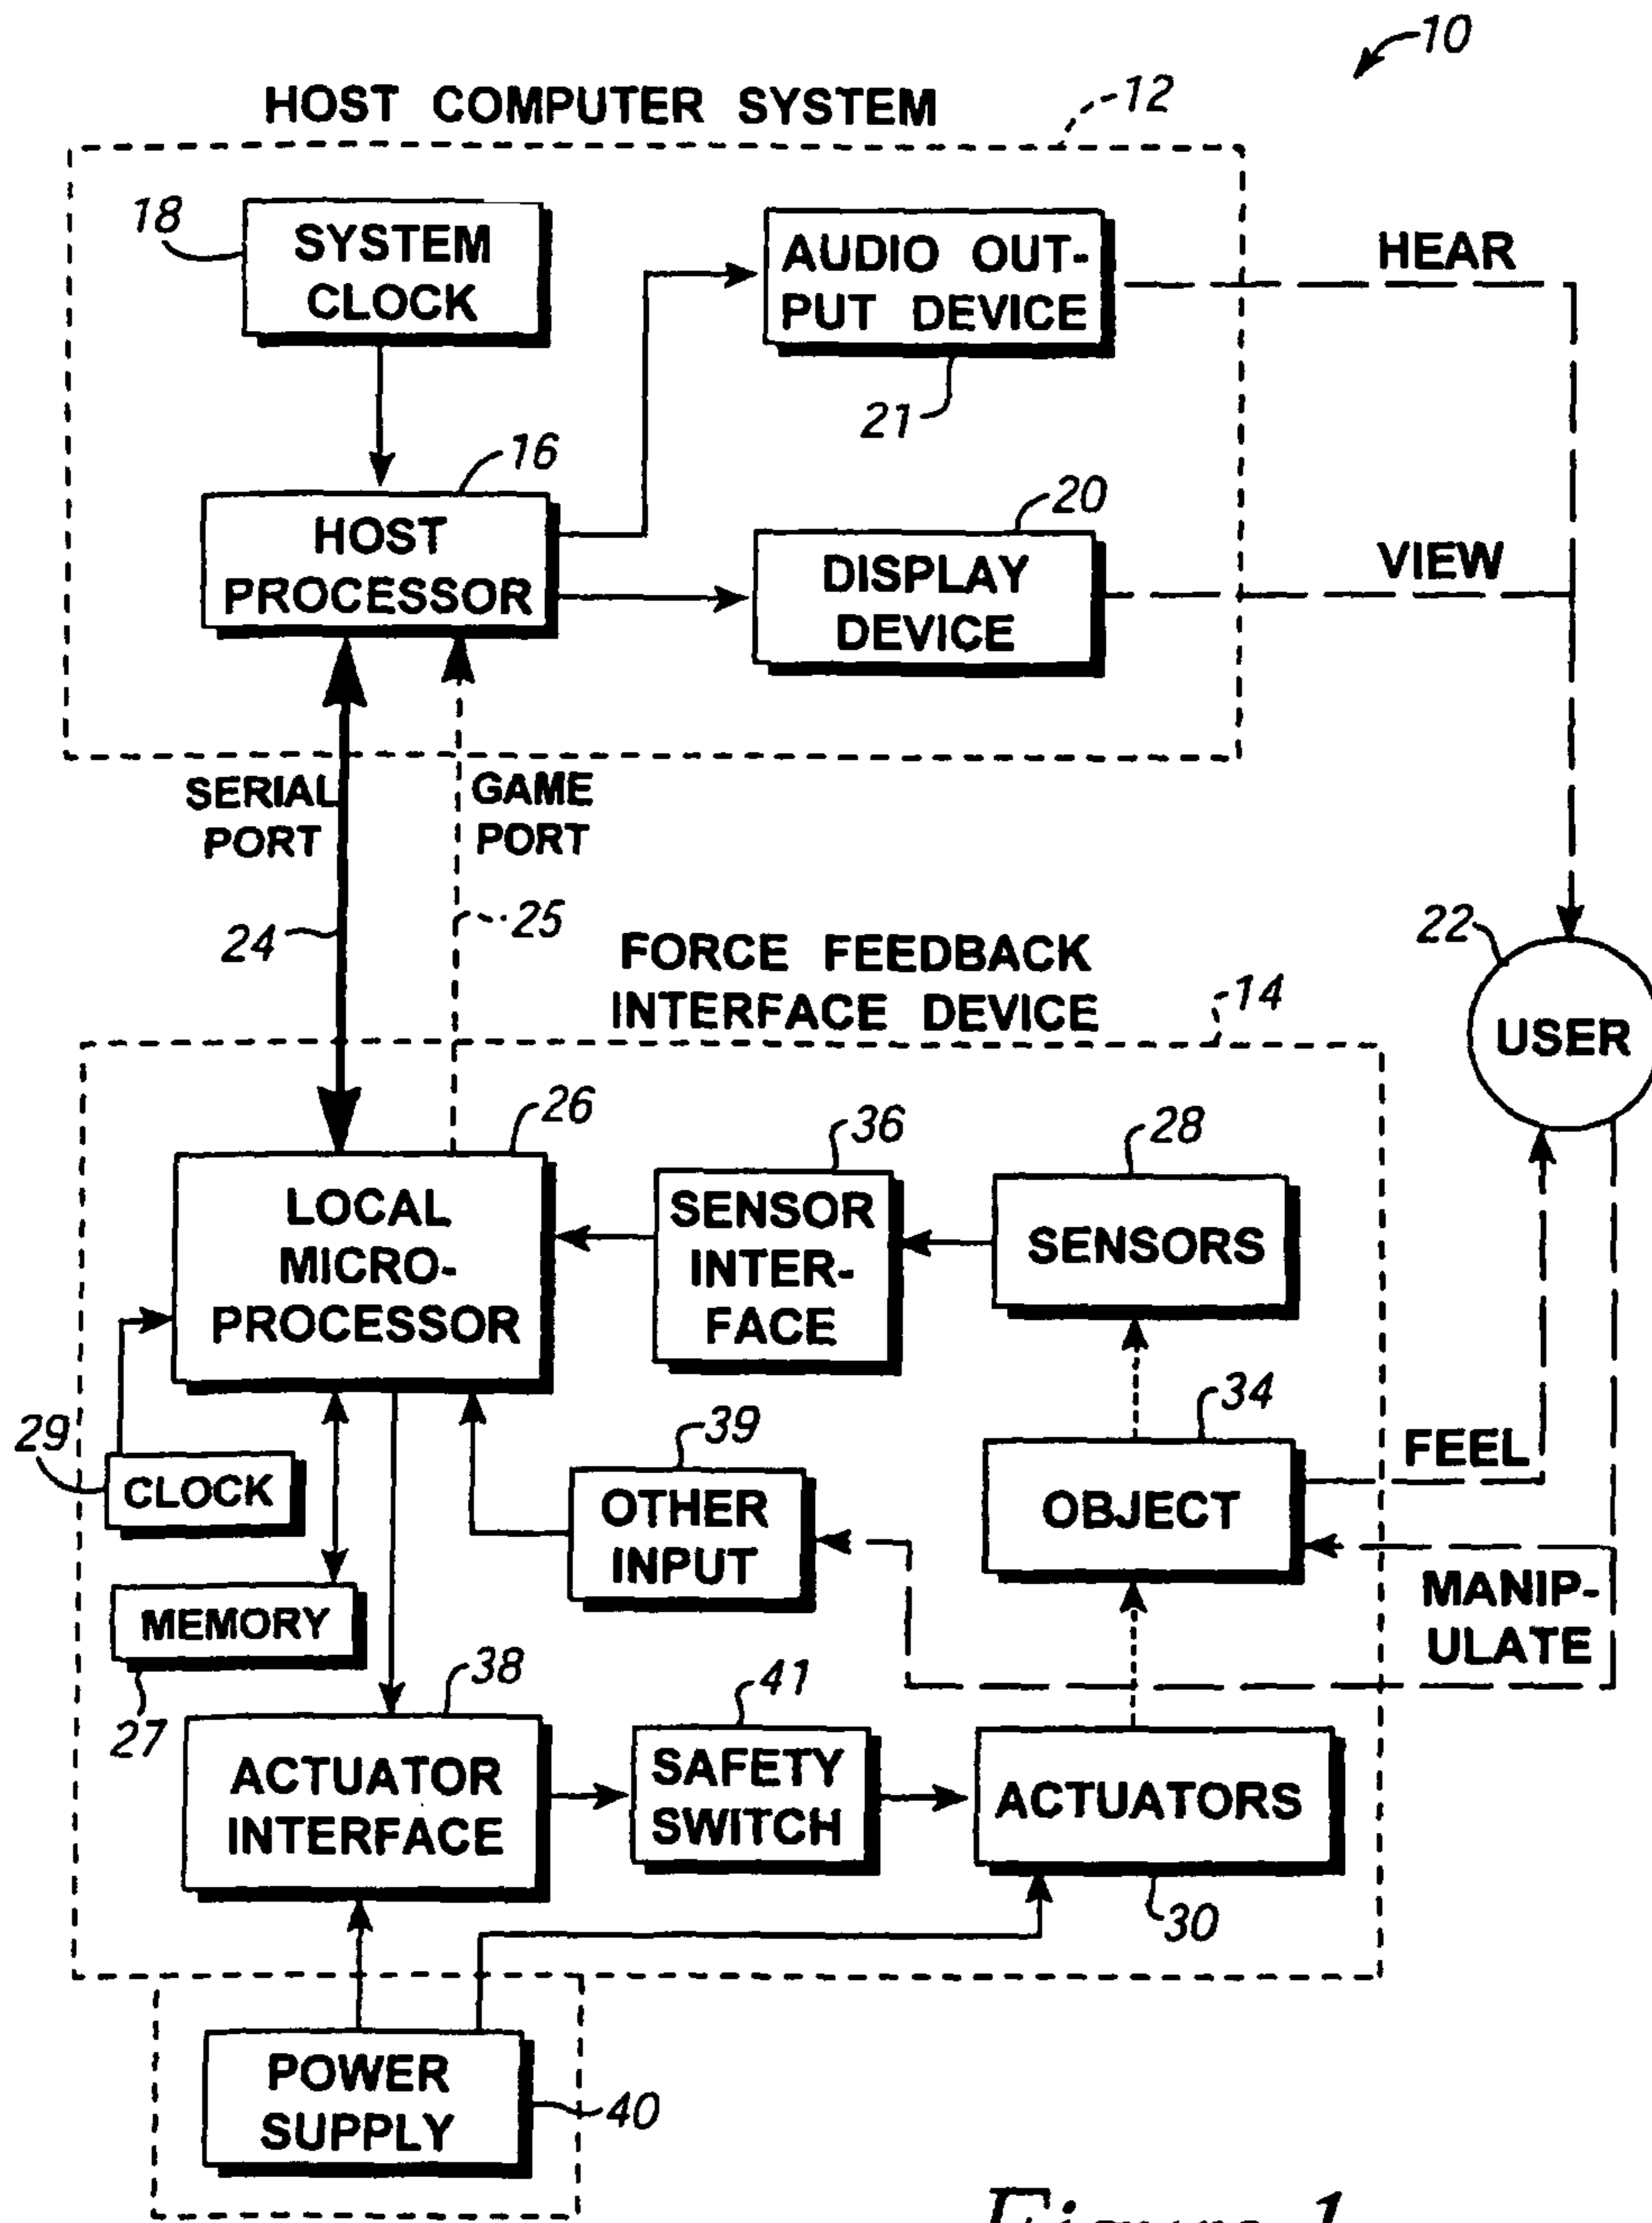 10
HOST COMPUTER SYSTEM
12
18
SYSTEM
CLOCK
AUDIO OUT-
PUT DEVICE
21
HEAR
16
HOST
PROCESSOR
20
DISPLAY
DEVICE
VIEW
SERIAL
PORT
GAME
PORT
24
25
FORCE FEEDBACK
INTERFACE DEVICE
14
22
USER
26
LOCAL
MICRO-
PROCESSOR
36
SENSOR
INTER-
FACE
28
SENSORS
29
CLOCK
39
OTHER
INPUT
34
OBJECT
FEEL
MANIP-
ULATE
MEMORY
27
38
ACTUATOR
INTERFACE
41
SAFETY
SWITCH
ACTUATORS
30
POWER
SUPPLY
40
Figure 1